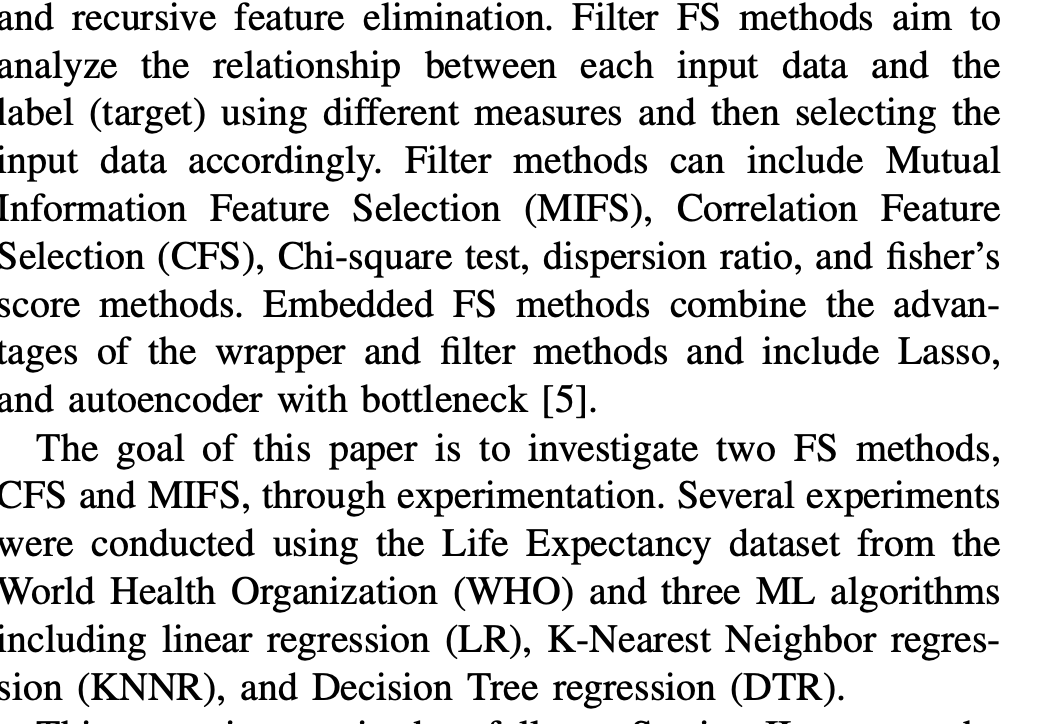 and recursive feature elimination. Filter FS methods aim to
analyze the relationship between each input data and the
label (target) using different measures and then selecting the
input data accordingly. Filter methods can include Mutual
Information Feature Selection (MIFS), Correlation Feature
Selection (CFS), Chi-square test, dispersion ratio, and fisher's
score methods. Embedded FS methods combine the advan-
tages of the wrapper and filter methods and include Lasso,
and autoencoder with bottleneck [5].
The goal of this paper is to investigate two FS methods,
CFS and MIFS, through experimentation. Several experiments
were conducted using the Life Expectancy dataset from the
World Health Organization (WHO) and three ML algorithms
including linear regression (LR), K-Nearest Neighbor regres-
sion (KNNR), and Decision Tree regression (DTR).